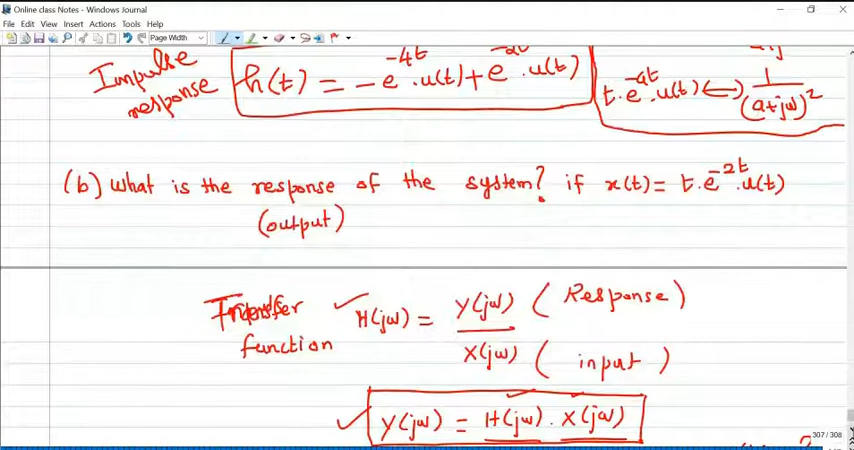 Online class Notes - Windows Journal
File Edit View Insert Actions Tools Help
Page Width
Impulse
response
h(t) = -e^-4t . u(t) + e^-2t . u(t)
t.e^-at . u(t) ⟷ 1/(a+jω)^2
(b) What is the response of the system? if x(t) = t.e^-2t . u(t)
(output)
Transfer
function
H(jω) = Y(jω) / X(jω)
(Response)
(input)
Y(jω) = H(jω) . X(jω)
307 / 308